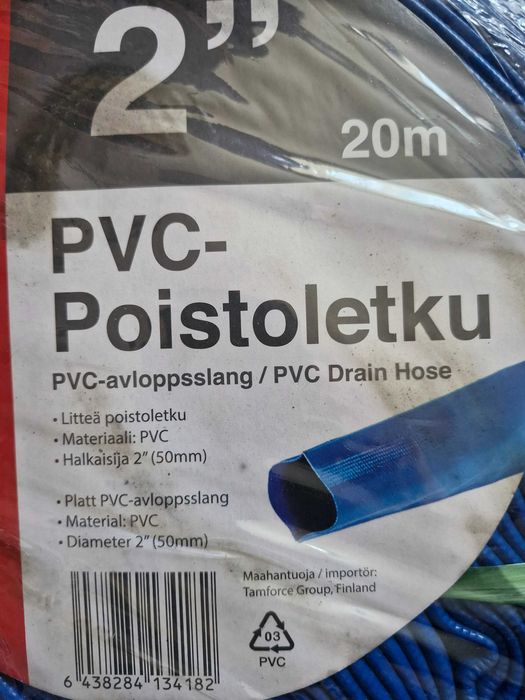 2”
20m
PVC-
Poistoletku
PVC-avloppsslang / PVC Drain Hose
• Litteä poistoletku
• Materiaali: PVC
• Halkaisija 2” (50mm)
• Platt PVC-avloppsslang
• Material: PVC
• Diameter 2” (50mm)
Maahantuoja / importör:
Tamforce Group, Finland
03
PVC
6 438284 134182